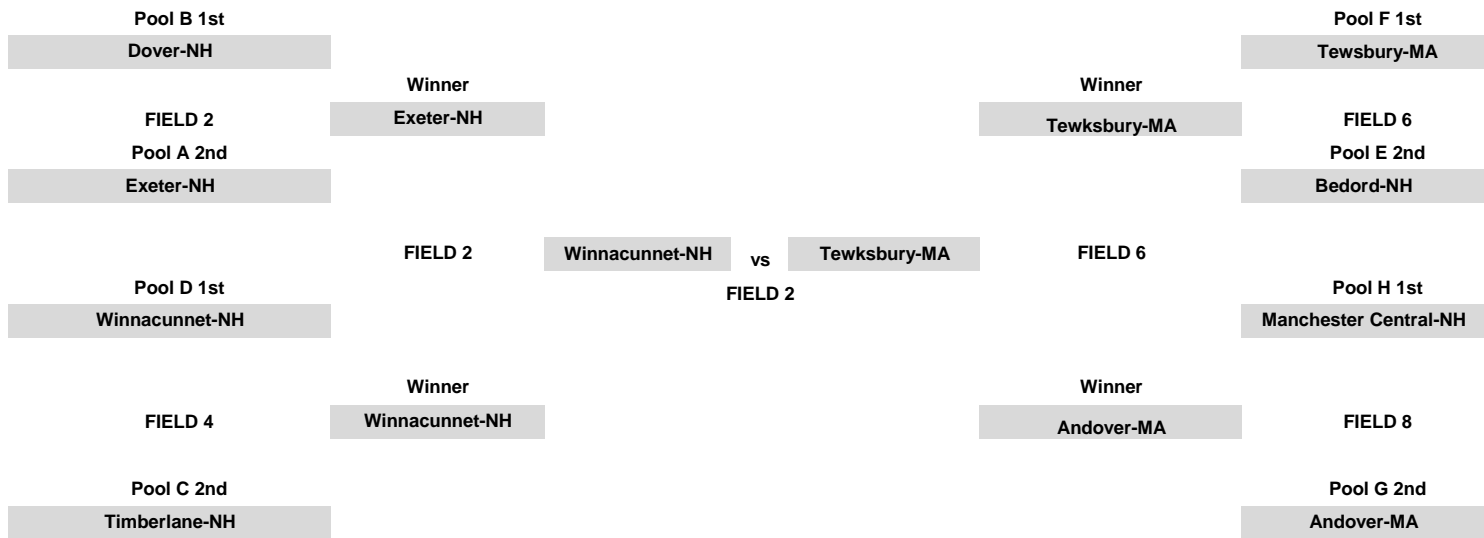 Pool B 1st Pool F 1st
Dover-NH Tewsbury-MA
Winner Winner
FIELD 2 Exeter-NH Tewksbury-MA FIELD 6
Pool A 2nd Pool E 2nd
Exeter-NH Bedord-NH
FIELD 2 Winnacunnet-NH vs Tewksbury-MA FIELD 6
Pool D 1st FIELD 2 Pool H 1st
Winnacunnet-NH Manchester Central-NH
Winner Winner
FIELD 4 Winnacunnet-NH Andover-MA FIELD 8
Pool C 2nd Pool G 2nd
Timberlane-NH Andover-MA